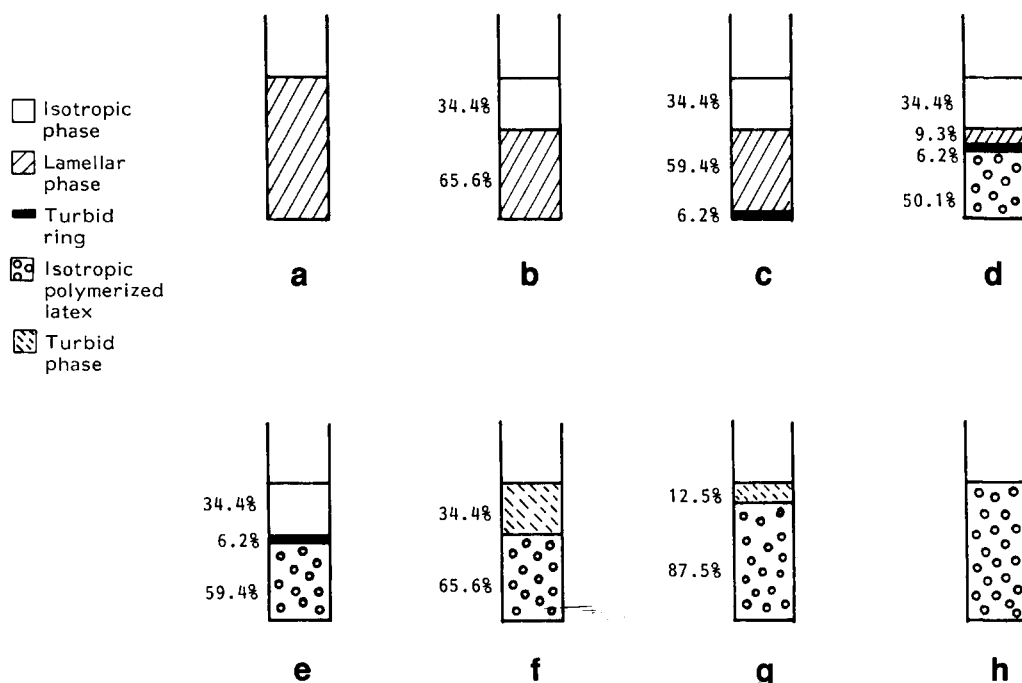 Isotropic
phase
Lamellar
phase
Turbid
ring
Isotropic
polymerized
latex
Turbid
phase
a
34.4%
65.6%
b
34.4%
59.4%
6.2%
c
34.4%
9.3%
6.2%
50.1%
d
34.4%
6.2%
59.4%
e
34.4%
65.6%
f
12.5%
87.5%
g
h